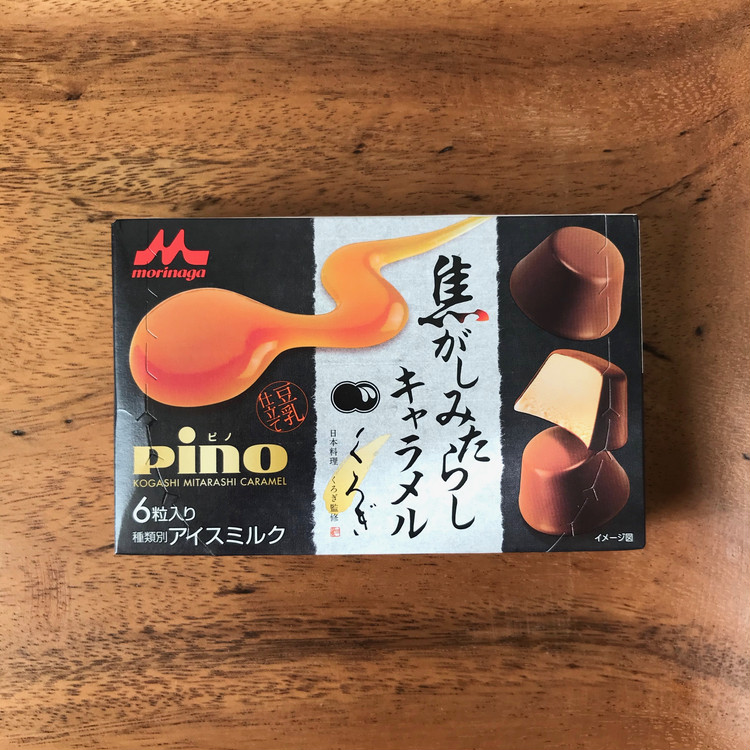 morinaga
豆乳
仕立て
ピノ
Pino
KOGASHI MITARASHI CARAMEL
6粒入り
種類別アイスミルク
焦がしみたらし
キャラメル
くろぎ
日本料理 くろぎ監修
イメージ図